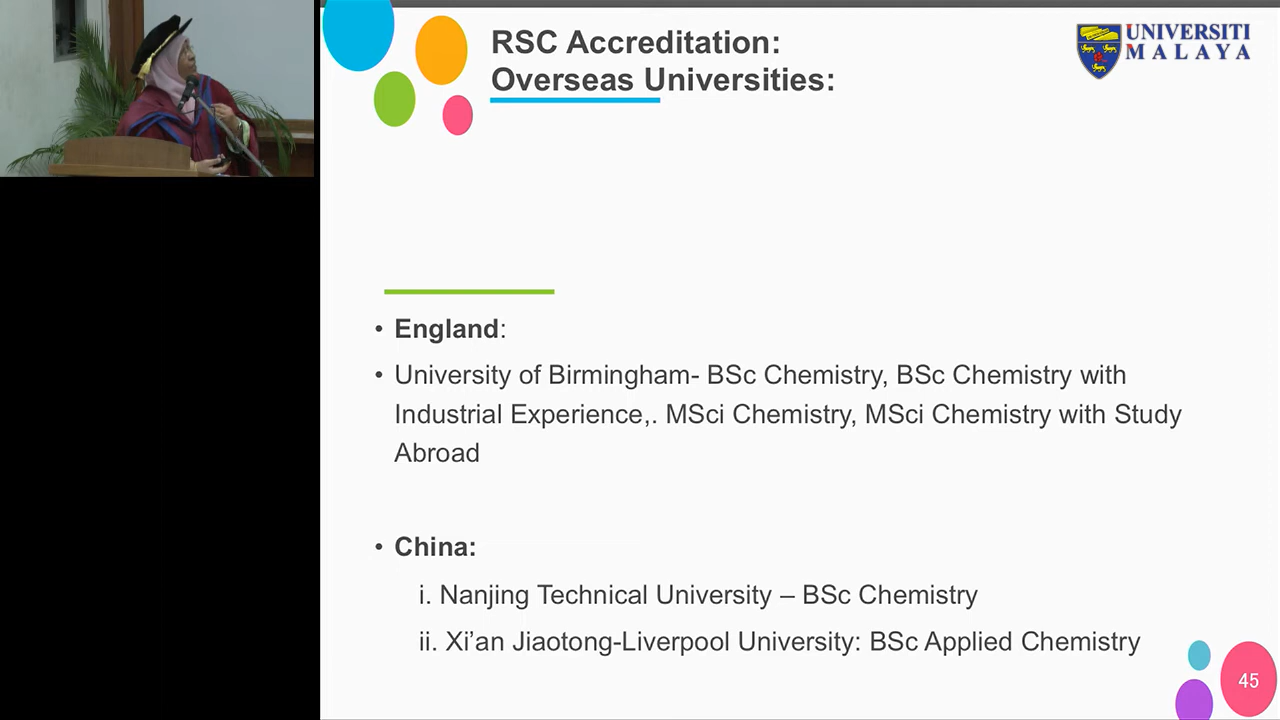 RSC Accreditation:
Overseas Universities:
UNIVERSITI
MALAYA
• England:
• University of Birmingham- BSc Chemistry, BSc Chemistry with
Industrial Experience,. MSci Chemistry, MSci Chemistry with Study
Abroad
• China:
i. Nanjing Technical University – BSc Chemistry
ii. Xi’an Jiaotong-Liverpool University: BSc Applied Chemistry
45